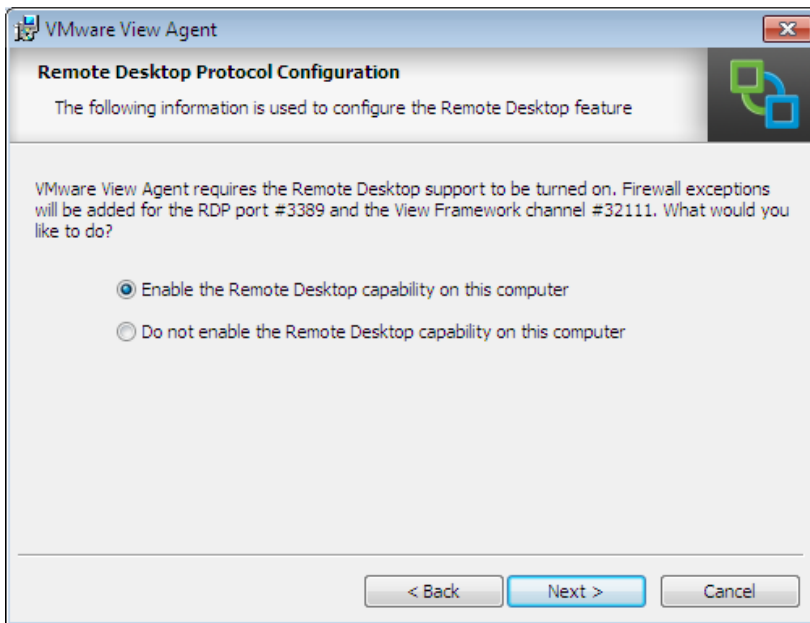 VMware View Agent
Remote Desktop Protocol Configuration
The following information is used to configure the Remote Desktop feature
VMware View Agent requires the Remote Desktop support to be turned on. Firewall exceptions
will be added for the RDP port #3389 and the View Framework channel #32111. What would you
like to do?
Enable the Remote Desktop capability on this computer
Do not enable the Remote Desktop capability on this computer
< Back Next > Cancel